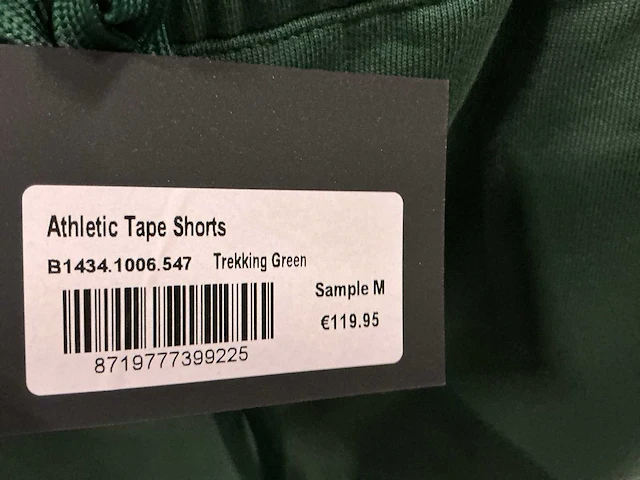 Athletic Tape Shorts
B1434.1006.547 Trekking Green
Sample M
€119.95
8719777399225